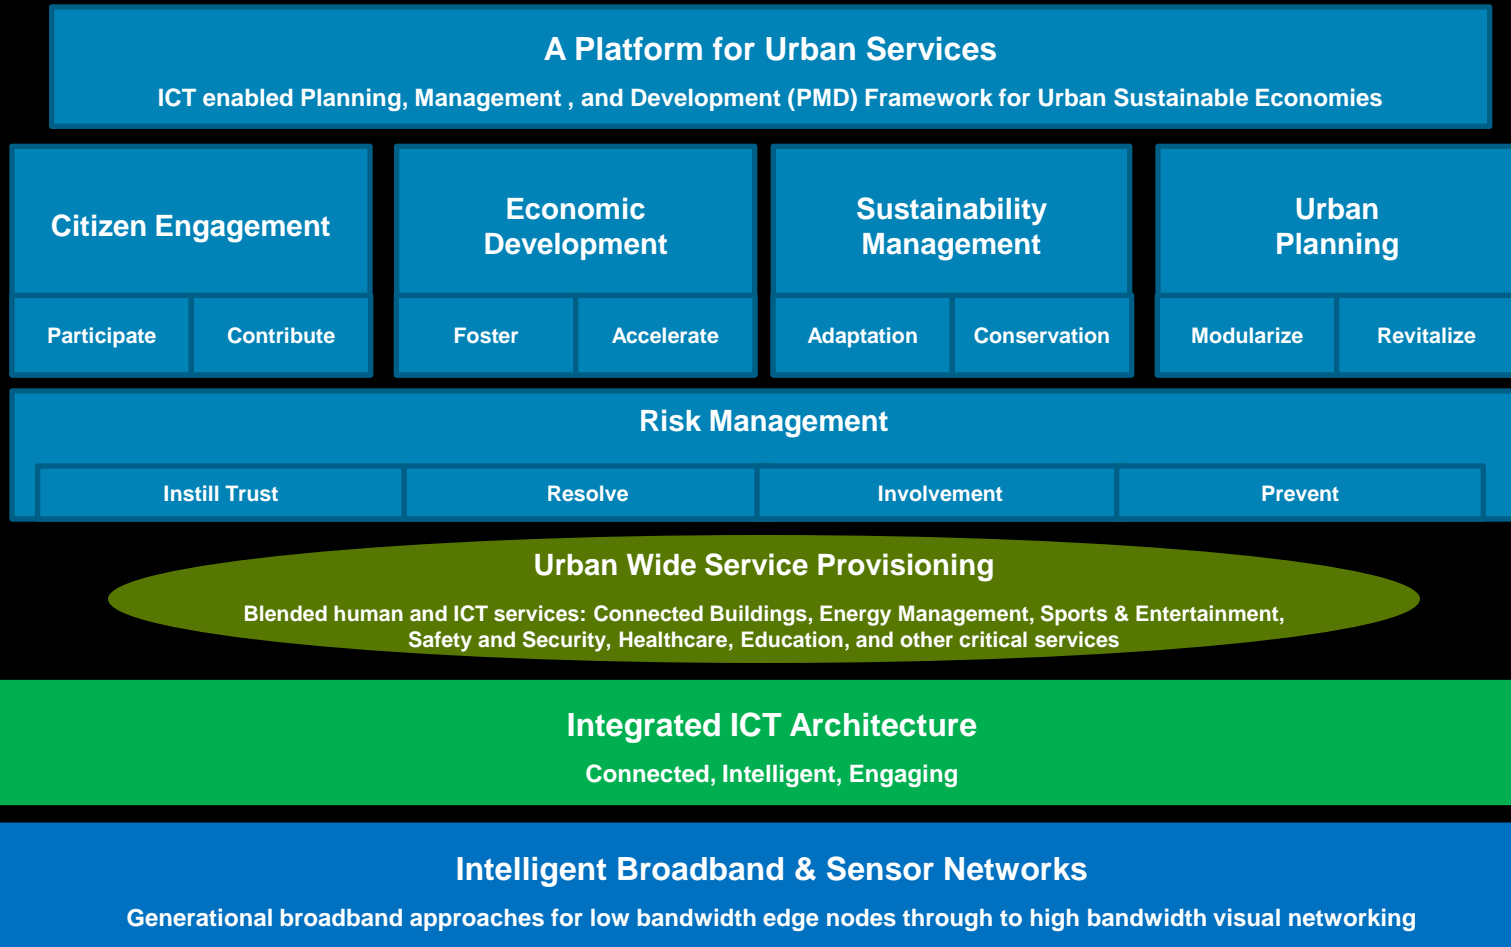 A Platform for Urban Services
ICT enabled Planning, Management , and Development (PMD) Framework for Urban Sustainable Economies
Citizen Engagement
Participate
Contribute
Economic
Development
Foster
Accelerate
Sustainability
Management
Adaptation
Conservation
Urban
Planning
Modularize
Revitalize
Risk Management
Instill Trust
Resolve
Involvement
Prevent
Urban Wide Service Provisioning
Blended human and ICT services: Connected Buildings, Energy Management, Sports & Entertainment,
Safety and Security, Healthcare, Education, and other critical services
Integrated ICT Architecture
Connected, Intelligent, Engaging
Intelligent Broadband & Sensor Networks
Generational broadband approaches for low bandwidth edge nodes through to high bandwidth visual networking